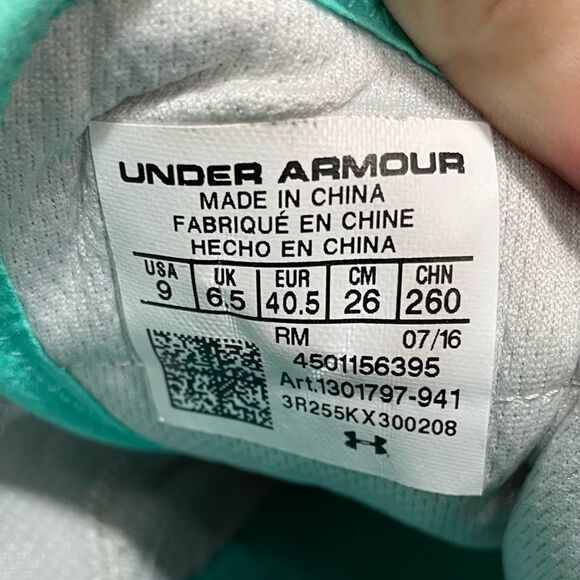 UNDER ARMOUR
MADE IN CHINA
FABRIQUÉ EN CHINE
HECHO EN CHINA
USA UK EUR CM CHN
9 6.5 40.5 26 260
RM 07/16
4501156395
Art.1301797-941
3R255KX300208